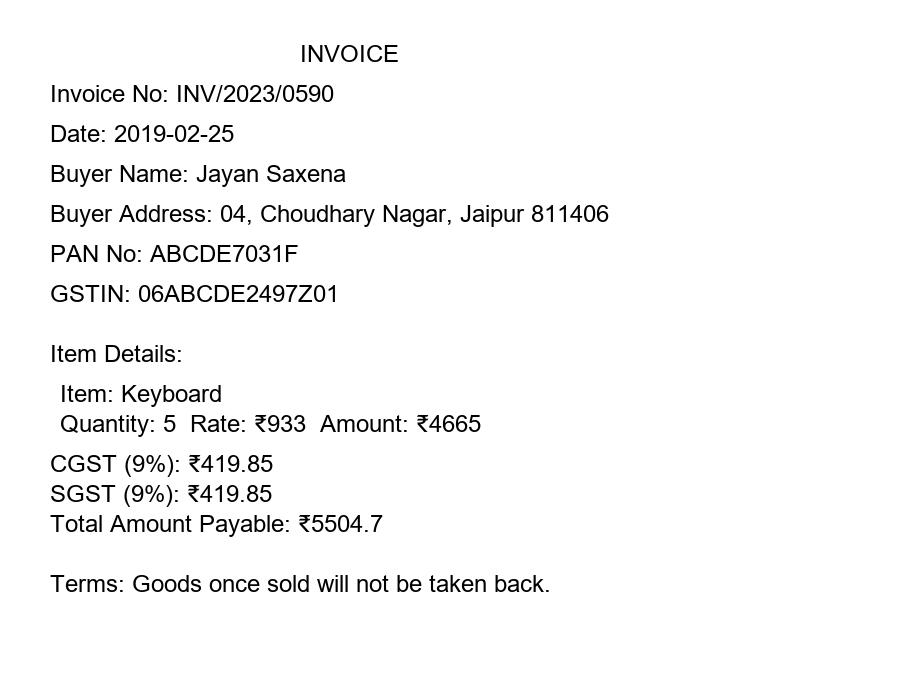 INVOICE
Invoice No: INV/2023/0590
Date: 2019-02-25
Buyer Name: Jayan Saxena
Buyer Address: 04, Choudhary Nagar, Jaipur 811406
PAN No: ABCDE7031F
GSTIN: 06ABCDE2497Z01
Item Details:
Item: Keyboard
Quantity: 5  Rate: ₹933  Amount: ₹4665
CGST (9%): ₹419.85
SGST (9%): ₹419.85
Total Amount Payable: ₹5504.7
Terms: Goods once sold will not be taken back.